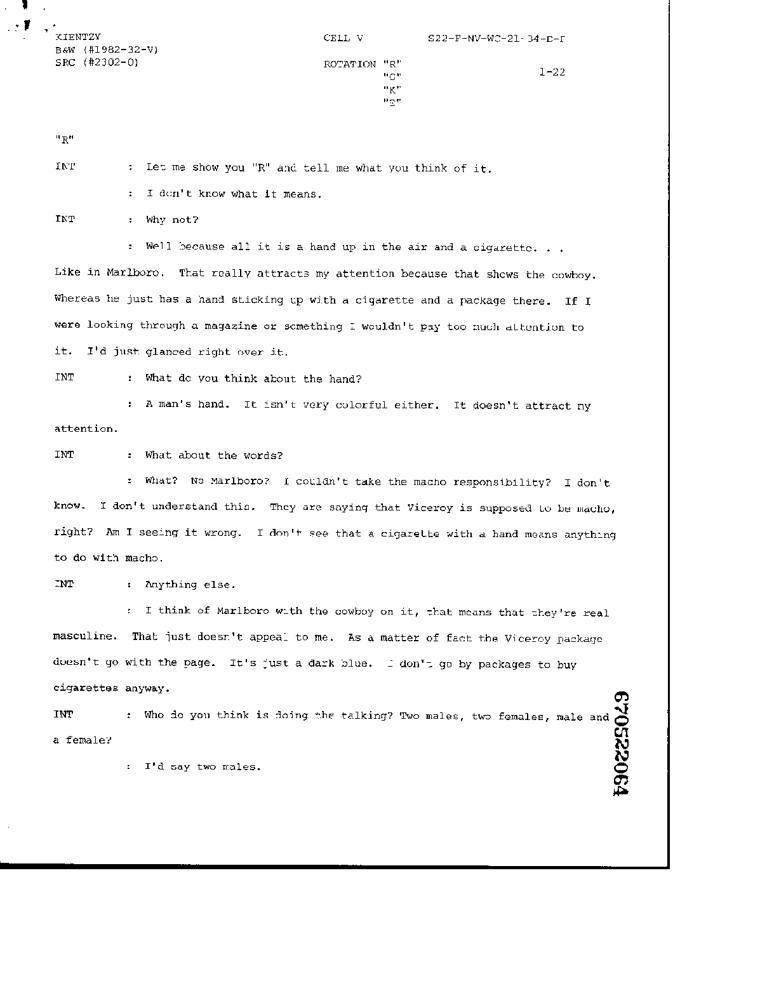 KIENTZY CELL V S22-F-NV-WC-21-34-D-F
B&W (#1982-32-V)
SRC (#2302-0) ROTATION "R"
"C" 1-22
"K"
"R"
INT : Let me show you "R" and tell me what you think of it.
: I don't know what it means.
INT : Why not?
: Well because all it is a hand up in the air and a cigarette. . .
Like in Marlboro. That really attracts my attention because that shows the cowboy.
Whereas he just has a hand sticking up with a cigarette and a package there. If I
were looking through a magazine or something I wouldn't pay too much attention to
it. I'd just glanced right over it.
INT : What do you think about the hand?
: A man's hand. It isn't very colorful either. It doesn't attract my
attention.
INT : What about the words?
: What? No Marlboro? I couldn't take the macho responsibility? I don't
know. I don't understand this. They are saying that Viceroy is supposed to be macho,
right? Am I seeing it wrong. I don't see that a cigarette with a hand means anything
to do with macho.
INT : Anything else.
: I think of Marlboro with the cowboy on it, that means that they're real
masculine. That just doesn't appeal to me. As a matter of fact the Viceroy package
doesn't go with the page. It's just a dark blue. I don't go by packages to buy
cigarettes anyway.
INT : Who do you think is doing the talking? Two males, two females, male and
a female?
: I'd say two males.
670522064